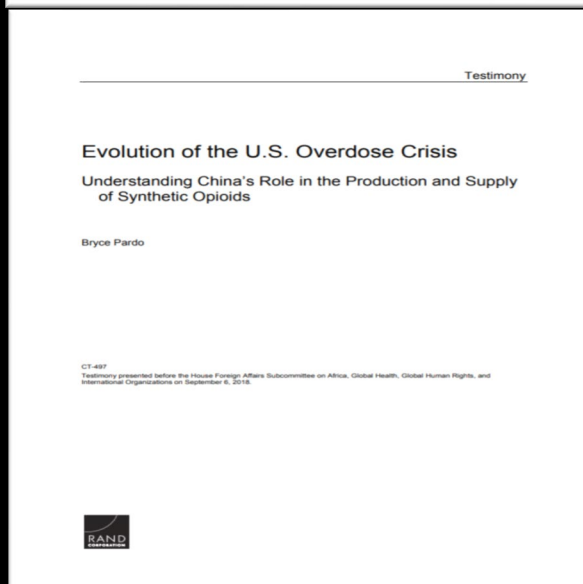 Testimony
Evolution of the U.S. Overdose Crisis
Understanding China's Role in the Production and Supply
of Synthetic Opioids
Bryce Pardo
CT-497
Testimony presented before the House Foreign Affairs Subcommittee on Africa, Global Health, Global Human Rights, and
International Organizations on September 6, 2018.
RAND
CORPORATION